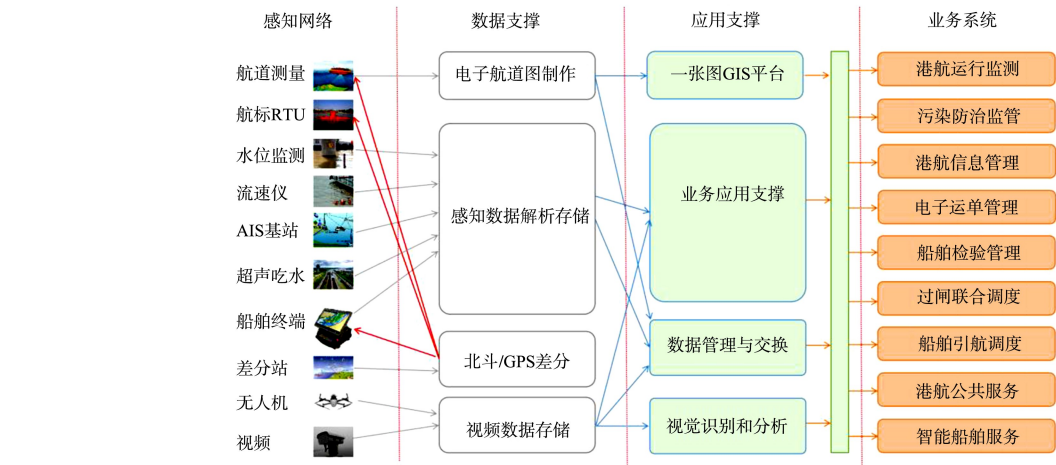 感知网络
数据支撑
应用支撑
业务系统
航道测量
航标RTU
水位监测
流速仪
AIS基站
超声吃水
船舶终端
差分站
无人机
视频
电子航道图制作
感知数据解析存储
北斗/GPS差分
视频数据存储
一张图GIS平台
业务应用支撑
数据管理与交换
视觉识别和分析
港航运行监测
污染防治监管
港航信息管理
电子运单管理
船舶检验管理
过闸联合调度
船舶引航调度
港航公共服务
智能船舶服务